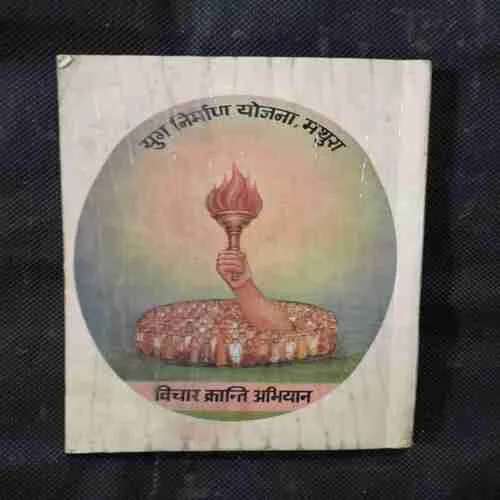 युग निर्माण योजना, मथुरा
विचार क्रान्ति अभियान